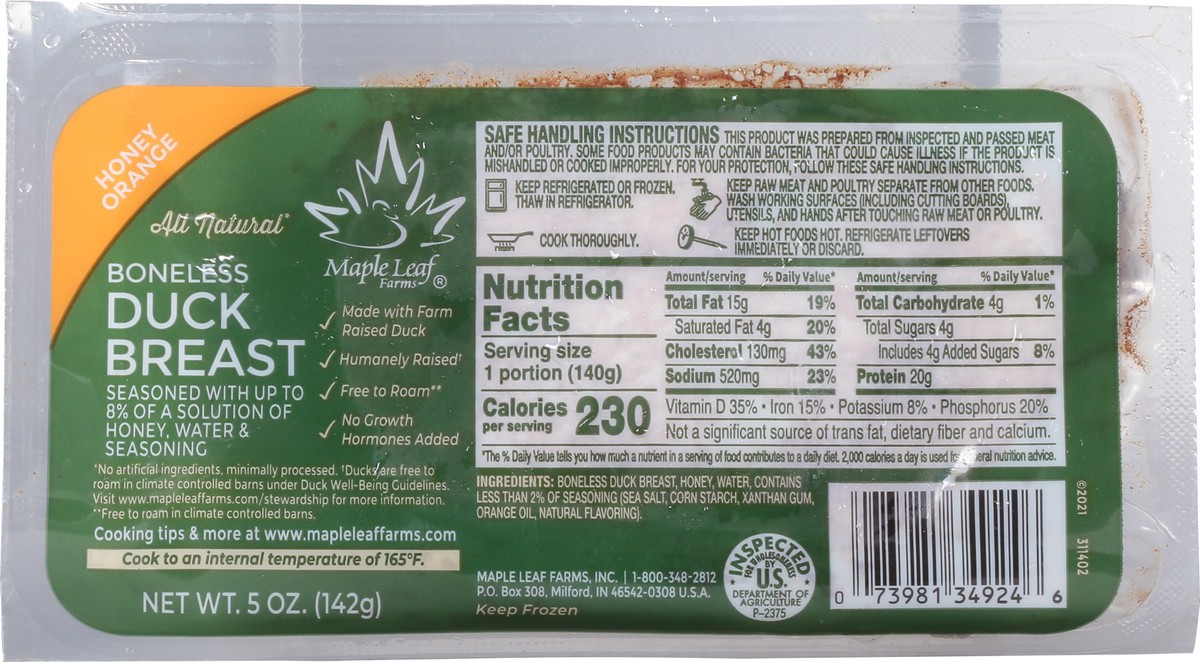 HONEY
ORANGE
All Natural*
BONELESS
DUCK
BREAST
SEASONED WITH UP TO
8% OF A SOLUTION OF
HONEY, WATER &
SEASONING
Maple Leaf
Farms®
✓ Made with Farm
Raised Duck
✓ Humanely Raised†
✓ Free to Roam**
✓ No Growth
Hormones Added
*No artificial ingredients, minimally processed. †Ducks are free to
roam in climate controlled barns under Duck Well-Being Guidelines.
Visit www.mapleleaffarms.com/stewardship for more information.
**Free to roam in climate controlled barns.
Cooking tips & more at www.mapleleaffarms.com
Cook to an internal temperature of 165°F.
NET WT. 5 OZ. (142g)
SAFE HANDLING INSTRUCTIONS THIS PRODUCT WAS PREPARED FROM INSPECTED AND PASSED MEAT
AND/OR POULTRY. SOME FOOD PRODUCTS MAY CONTAIN BACTERIA THAT COULD CAUSE ILLNESS IF THE PRODUCT IS
MISHANDLED OR COOKED IMPROPERLY. FOR YOUR PROTECTION, FOLLOW THESE SAFE HANDLING INSTRUCTIONS.
KEEP REFRIGERATED OR FROZEN.
THAW IN REFRIGERATOR.
KEEP RAW MEAT AND POULTRY SEPARATE FROM OTHER FOODS.
WASH WORKING SURFACES (INCLUDING CUTTING BOARDS),
UTENSILS, AND HANDS AFTER TOUCHING RAW MEAT OR POULTRY.
COOK THOROUGHLY.
KEEP HOT FOODS HOT. REFRIGERATE LEFTOVERS
IMMEDIATELY OR DISCARD.
Nutrition
Facts
Serving size
1 portion (140g)
Calories 230
per serving
Amount/serving % Daily Value*
Total Fat 15g 19%
Saturated Fat 4g 20%
Cholesterol 130mg 43%
Sodium 520mg 23%
Amount/serving % Daily Value*
Total Carbohydrate 4g 1%
Total Sugars 4g
Includes 4g Added Sugars 8%
Protein 20g
Vitamin D 35% • Iron 15% • Potassium 8% • Phosphorus 20%
Not a significant source of trans fat, dietary fiber and calcium.
*The % Daily Value tells you how much a nutrient in a serving of food contributes to a daily diet. 2,000 calories a day is used for general nutrition advice.
INGREDIENTS: BONELESS DUCK BREAST, HONEY, WATER, CONTAINS
LESS THAN 2% OF SEASONING (SEA SALT, CORN STARCH, XANTHAN GUM,
ORANGE OIL, NATURAL FLAVORING).
MAPLE LEAF FARMS, INC. | 1-800-348-2812
P.O. Box 308, Milford, IN 46542-0308 U.S.A.
Keep Frozen
INSPECTED
FOR WHOLESOMENESS
BY
U.S.
DEPARTMENT OF
AGRICULTURE
P-2375
0 73981 34924 6
©2021 311402